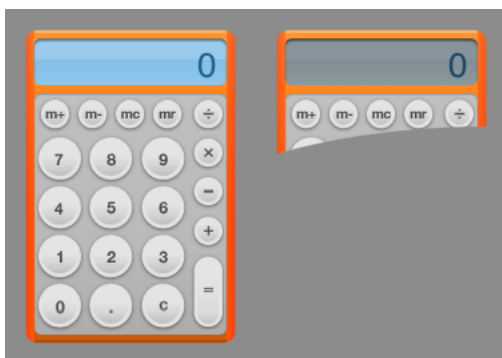 0
m+ m- mc mr ÷
7 8 9 ×
4 5 6 −
+
1 2 3
0 . c =
0
m+ m- mc mr ÷